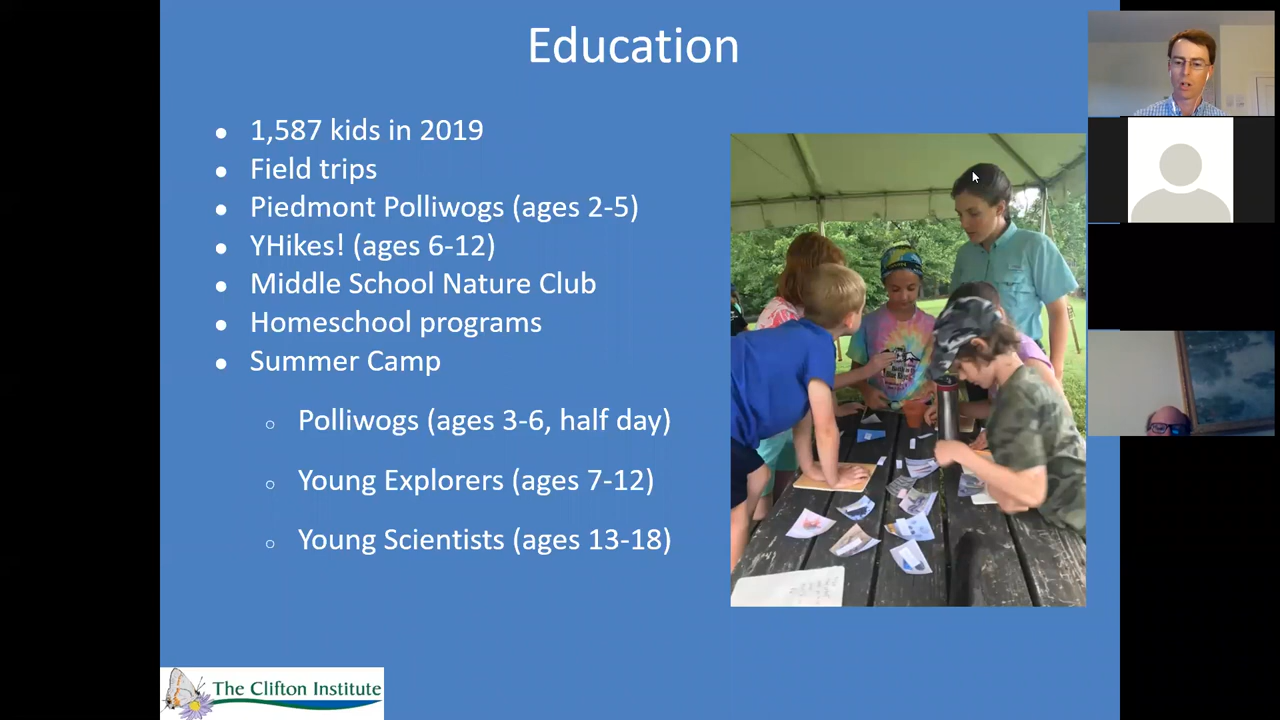 Education
1,587 kids in 2019
Field trips
Piedmont Polliwogs (ages 2-5)
YHikes! (ages 6-12)
Middle School Nature Club
Homeschool programs
Summer Camp
Polliwogs (ages 3-6, half day)
Young Explorers (ages 7-12)
Young Scientists (ages 13-18)
The Clifton Institute